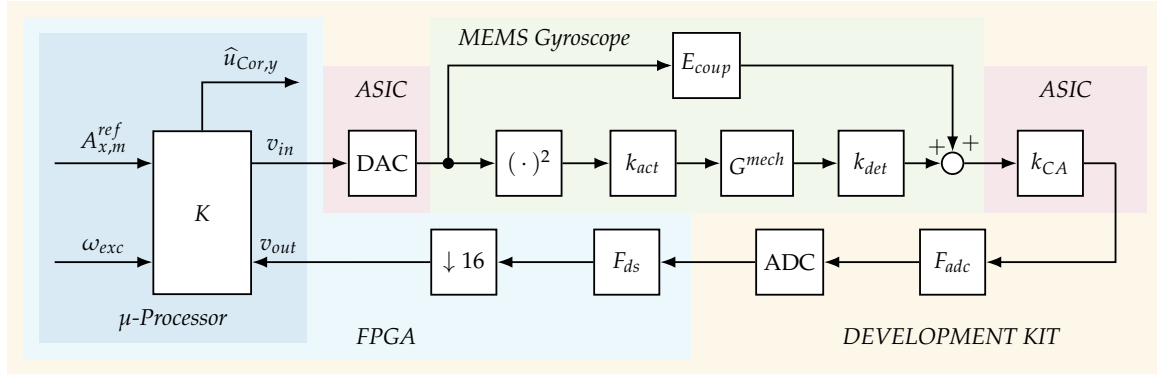 MEMS Gyroscope
û_{Cor,y}
E_{coup}
ASIC
ASIC
A_{x,m}^{ref}
v_{in}
+ +
K
DAC
( · )²
k_{act}
G^{mech}
k_{det}
k_{CA}
ω_{exc}
v_{out}
↓ 16
F_{ds}
ADC
F_{adc}
μ-Processor
FPGA
DEVELOPMENT KIT